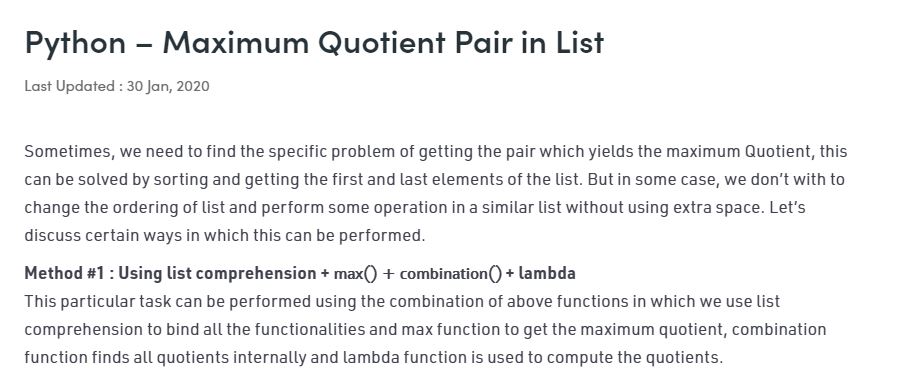 Python – Maximum Quotient Pair in List
Last Updated : 30 Jan, 2020
Sometimes, we need to find the specific problem of getting the pair which yields the maximum Quotient, this
can be solved by sorting and getting the first and last elements of the list. But in some case, we don’t with to
change the ordering of list and perform some operation in a similar list without using extra space. Let’s
discuss certain ways in which this can be performed.
Method #1 : Using list comprehension + max() + combination() + lambda
This particular task can be performed using the combination of above functions in which we use list
comprehension to bind all the functionalities and max function to get the maximum quotient, combination
function finds all quotients internally and lambda function is used to compute the quotients.